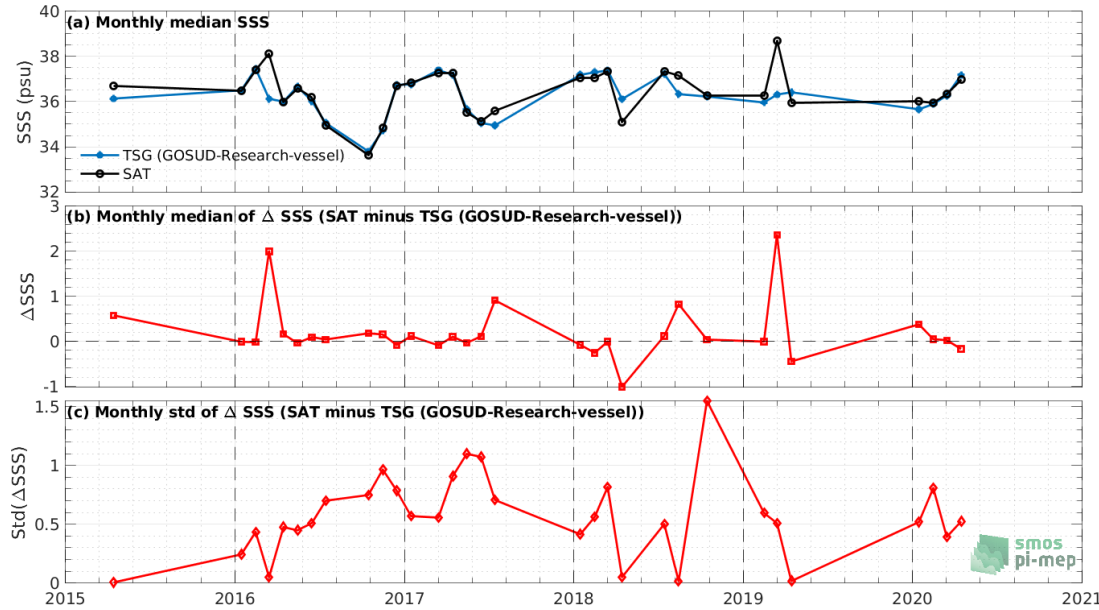 40
(a) Monthly median SSS
38
36
34
32
SSS (psu)
TSG (GOSUD-Research-vessel)
SAT
3
(b) Monthly median of Δ SSS (SAT minus TSG (GOSUD-Research-vessel))
2
1
0
-1
ΔSSS
1.5
(c) Monthly std of Δ SSS (SAT minus TSG (GOSUD-Research-vessel))
1
0.5
0
Std(ΔSSS)
smos
pi-mep
2015 2016 2017 2018 2019 2020 2021